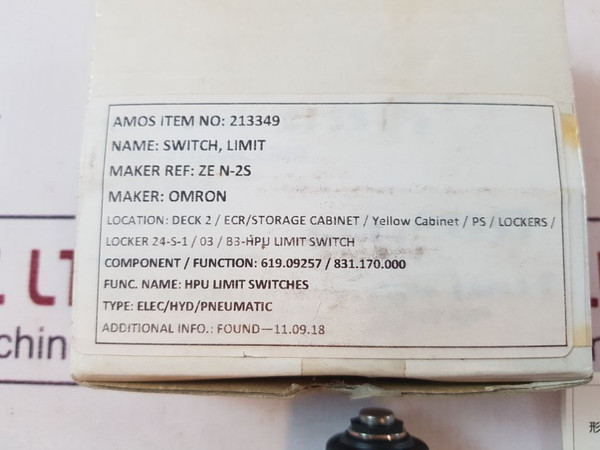 AMOS ITEM NO: 213349
NAME: SWITCH, LIMIT
MAKER REF: ZE N-2S
MAKER: OMRON
LOCATION: DECK 2 / ECR/STORAGE CABINET / Yellow Cabinet / PS / LOCKERS /
LOCKER 24-S-1 / 03 / B3-HPU LIMIT SWITCH
COMPONENT / FUNCTION: 619.09257 / 831.170.000
FUNC. NAME: HPU LIMIT SWITCHES
TYPE: ELEC/HYD/PNEUMATIC
ADDITIONAL INFO.: FOUND—11.09.18
chin
形